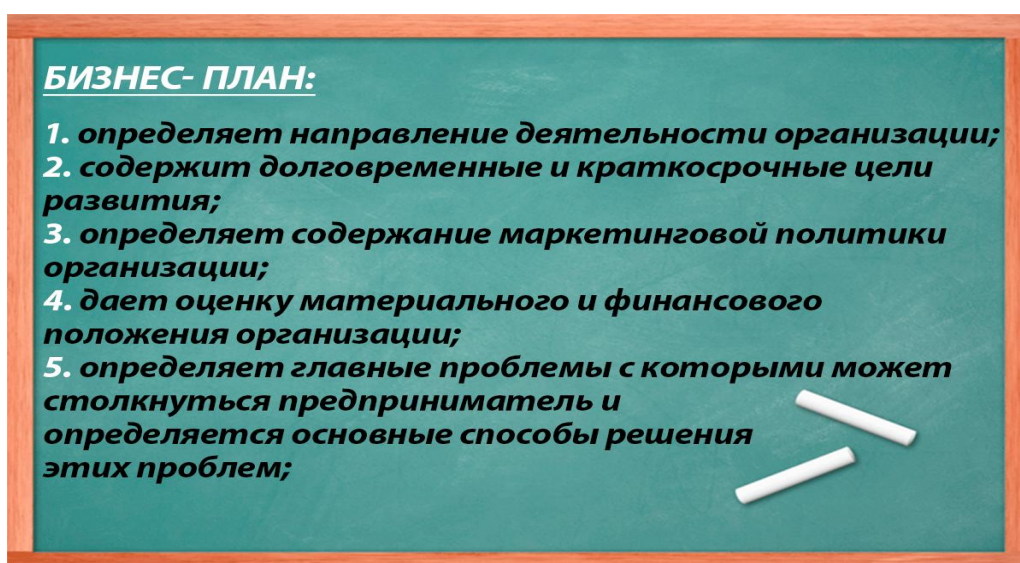 БИЗНЕС- ПЛАН:
1. определяет направление деятельности организации;
2. содержит долговременные и краткосрочные цели
развития;
3. определяет содержание маркетинговой политики
организации;
4. дает оценку материального и финансового
положения организации;
5. определяет главные проблемы с которыми может
столкнуться предприниматель и
определяется основные способы решения
этих проблем;